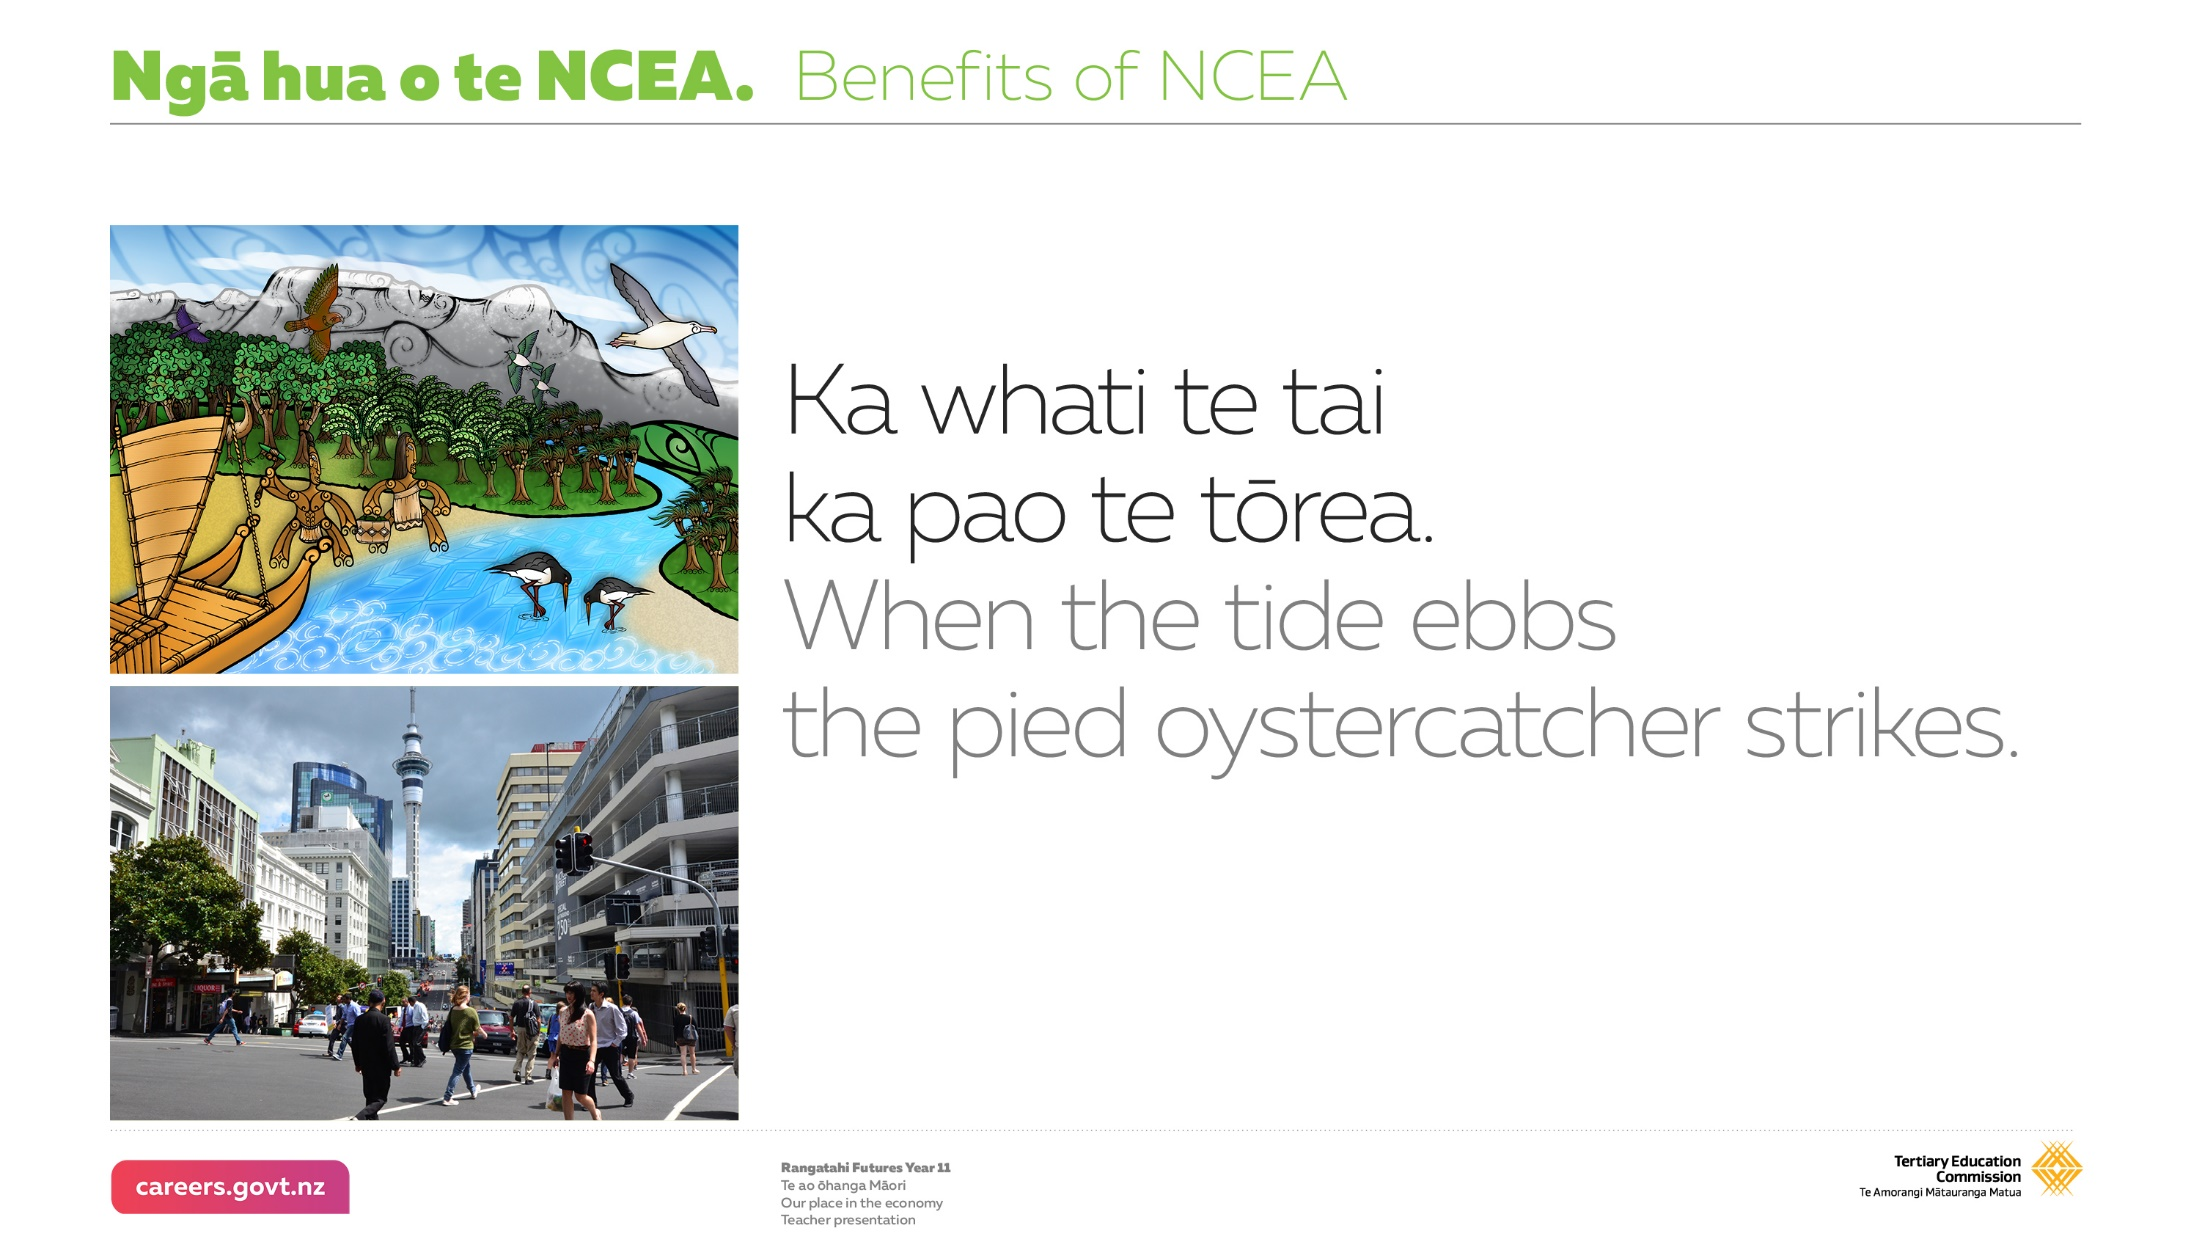 Ngā hua o te NCEA. Benefits of NCEA
Ka whati te tai
ka pao te tōrea.
When the tide ebbs
the pied oystercatcher strikes.
LIQUOR
careers.govt.nz
Rangatahi Futures Year 11
Te ao ōhanga Māori
Our place in the economy
Teacher presentation
Tertiary Education
Commission
Te Amorangi Mātauranga Matua